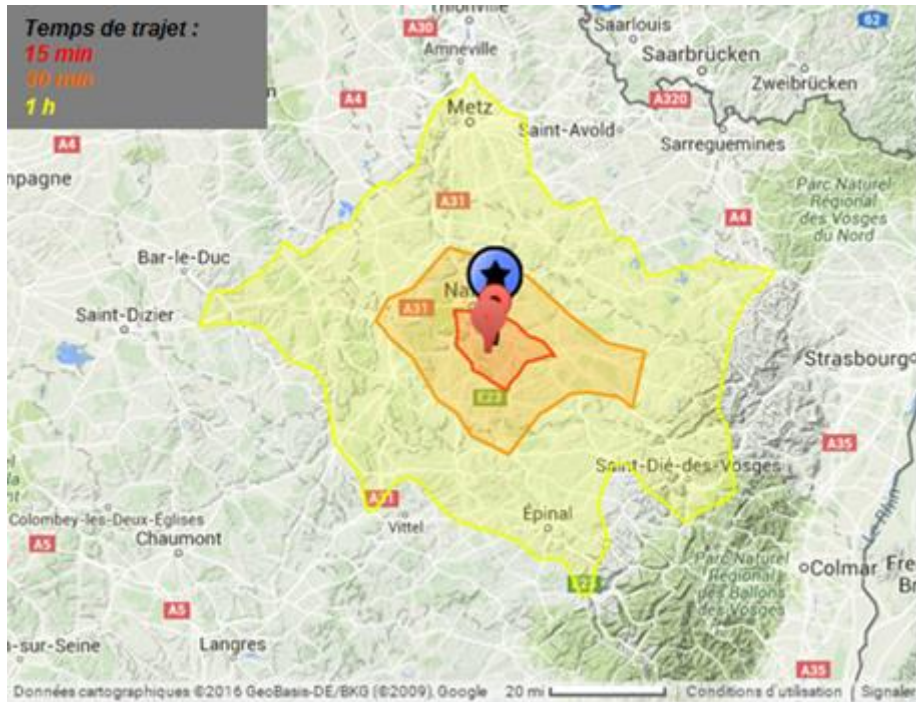 Temps de trajet :
15 min
30 min
1 h
Thionville
A30
Saarlouis
62
Amnéville
Saarbrücken
Zweibrücken
A4
Metz
A320
Saint-Avold
Sarreguemines
A4
Parc Naturel
Régional
des Vosges
du Nord
A31
A4
Bar-le-Duc
A31
Saint-Dizier
Strasbourg
E23
A35
Saint-Dié-des-Vosges
A31
Colombey-les-Deux-Églises
Vittel
Épinal
Le Rhin
A5
Chaumont
Parc Naturel
Régional
des Ballons
des Vosges
Colmar
A5
Langres
-sur-Seine
A35
Données cartographiques ©2016 GeoBasis-DE/BKG (©2009), Google
20 mi
Conditions d'utilisation
Signaler